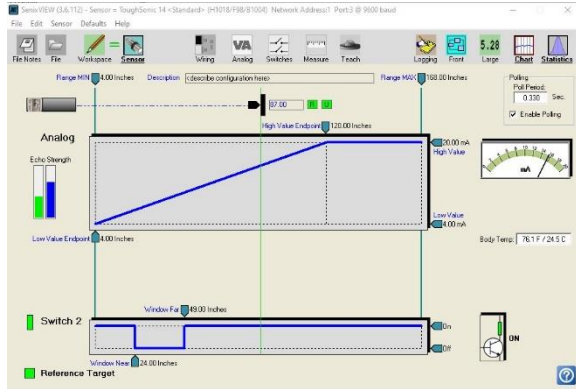 SenixVIEW (3.6.112) - Sensor = ToughSonic 14 <Standard> (H1018/F98/B1004) Network Address:1 Port:3 @ 9600 baud
File Edit Sensor Defaults Help
File Notes File Workspace = Sensor Wiring Analog Switches Measure Teach Logging Front Large Chart Statistics
VA 5.28
Range MIN 4.00 Inches Description <describe configuration here> Range MAX 168.00 Inches
Polling
Poll Period:
0.330 Sec.
Enable Polling
87.00 R U
High Value Endpoint 120.00 Inches
Analog
20.00 mA
High Value
Echo Strength
mA
Low Value
4.00 mA
Low Value Endpoint 4.00 Inches
Body Temp: 76.1 F / 24.5 C
Window Far 49.00 Inches
Switch 2
On
Off
ON
Window Near 24.00 Inches
Reference Target
?